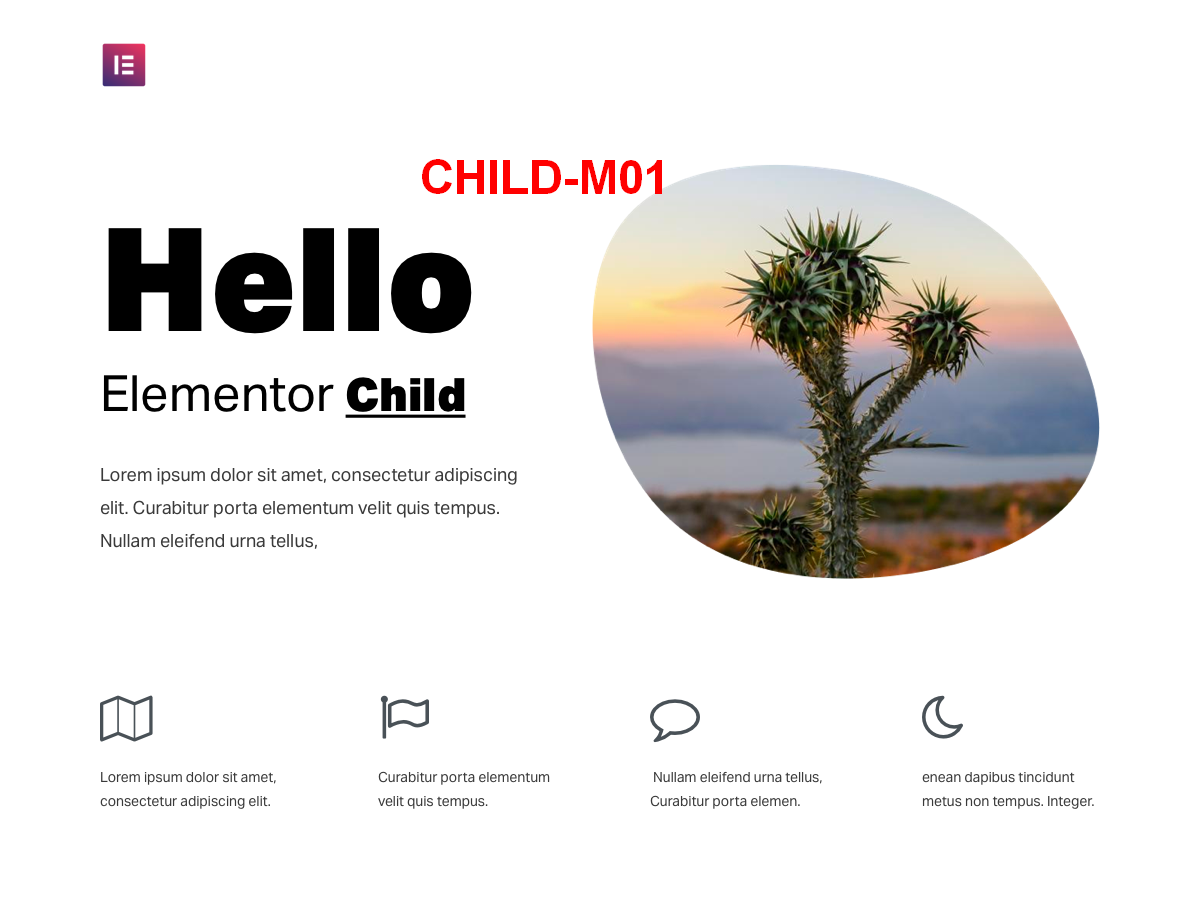 CHILD-M01
Hello
Elementor Child
Lorem ipsum dolor sit amet, consectetur adipiscing
elit. Curabitur porta elementum velit quis tempus.
Nullam eleifend urna tellus,
Lorem ipsum dolor sit amet,
consectetur adipiscing elit.
Curabitur porta elementum
velit quis tempus.
Nullam eleifend urna tellus,
Curabitur porta elemen.
enean dapibus tincidunt
metus non tempus. Integer.